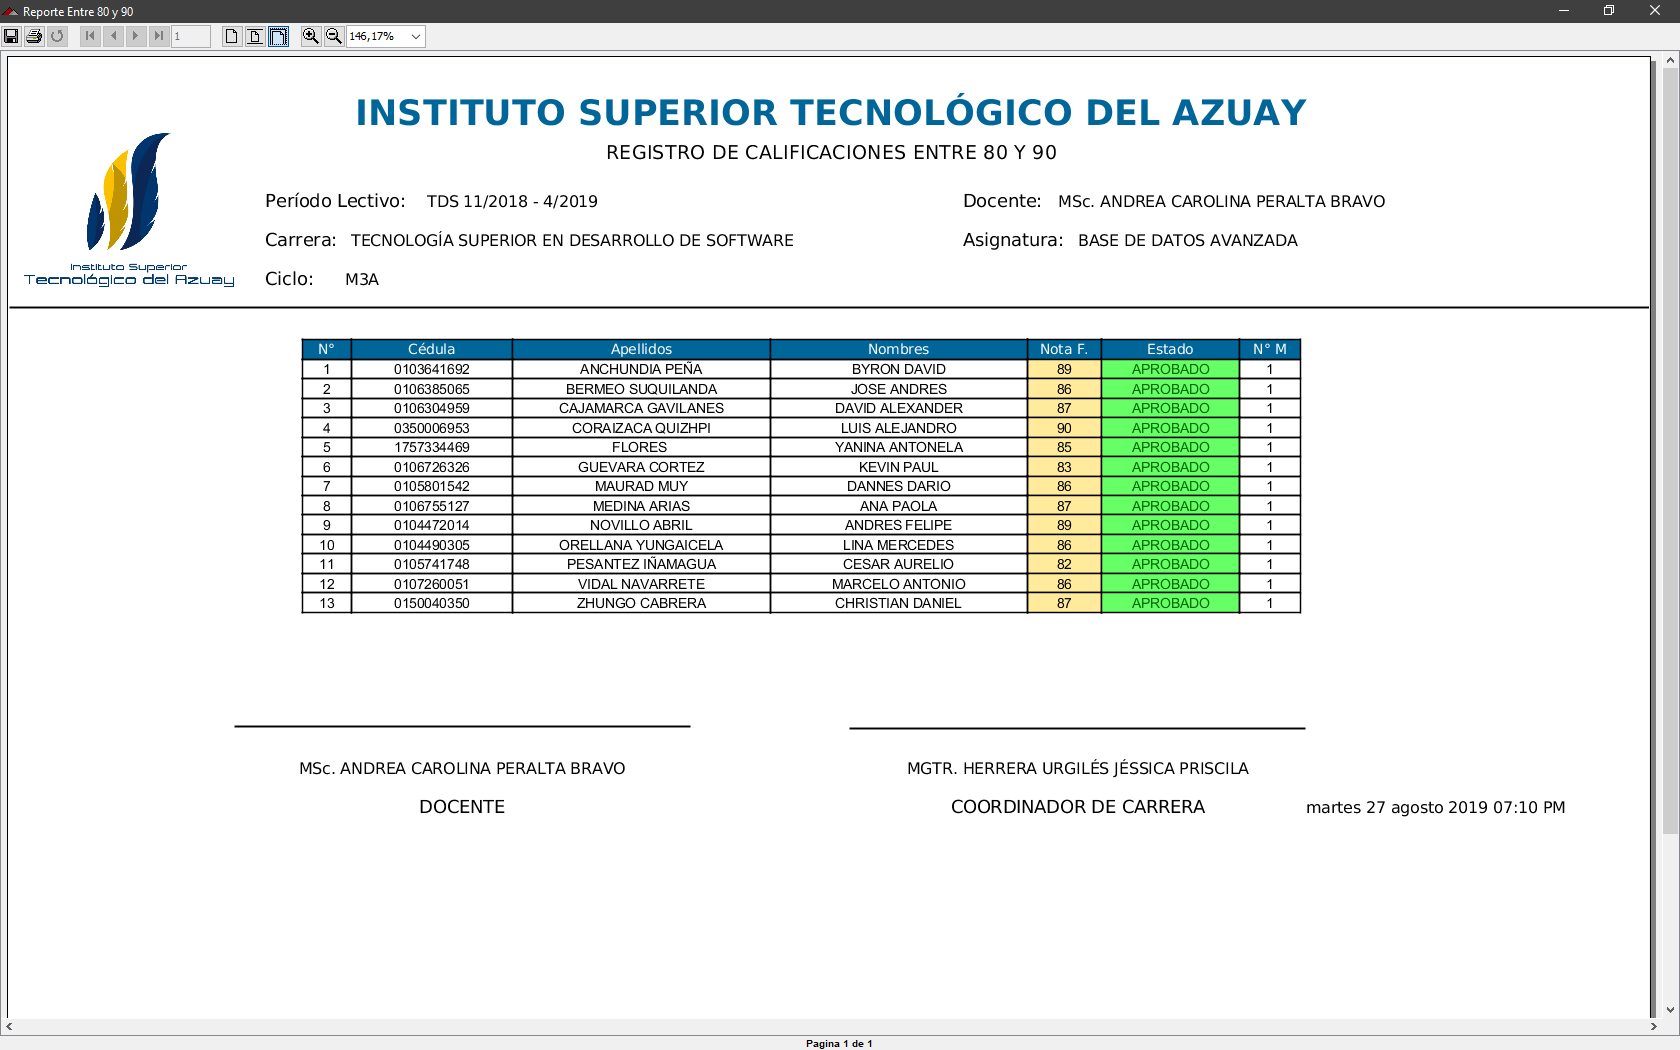 Reporte Entre 80 y 90
1
146,17%
INSTITUTO SUPERIOR TECNOLÓGICO DEL AZUAY
REGISTRO DE CALIFICACIONES ENTRE 80 Y 90
Instituto Superior
Tecnológico del Azuay
Período Lectivo: TDS 11/2018 - 4/2019 Docente: MSc. ANDREA CAROLINA PERALTA BRAVO
Carrera: TECNOLOGÍA SUPERIOR EN DESARROLLO DE SOFTWARE Asignatura: BASE DE DATOS AVANZADA
Ciclo: M3A
N° Cédula Apellidos Nombres Nota F. Estado N° M
1 0103641692 ANCHUNDIA PEÑA BYRON DAVID 89 APROBADO 1
2 0106385065 BERMEO SUQUILANDA JOSE ANDRES 86 APROBADO 1
3 0106304959 CAJAMARCA GAVILANES DAVID ALEXANDER 87 APROBADO 1
4 0350006953 CORAIZACA QUIZHPI LUIS ALEJANDRO 90 APROBADO 1
5 1757334469 FLORES YANINA ANTONELA 85 APROBADO 1
6 0106726326 GUEVARA CORTEZ KEVIN PAUL 83 APROBADO 1
7 0105801542 MAURAD MUY DANNES DARIO 86 APROBADO 1
8 0106755127 MEDINA ARIAS ANA PAOLA 87 APROBADO 1
9 0104472014 NOVILLO ABRIL ANDRES FELIPE 89 APROBADO 1
10 0104490305 ORELLANA YUNGAICELA LINA MERCEDES 86 APROBADO 1
11 0105741748 PESANTEZ IÑAMAGUA CESAR AURELIO 82 APROBADO 1
12 0107260051 VIDAL NAVARRETE MARCELO ANTONIO 86 APROBADO 1
13 0150040350 ZHUNGO CABRERA CHRISTIAN DANIEL 87 APROBADO 1
MSc. ANDREA CAROLINA PERALTA BRAVO MGTR. HERRERA URGILÉS JÉSSICA PRISCILA
DOCENTE COORDINADOR DE CARRERA martes 27 agosto 2019 07:10 PM
Pagina 1 de 1